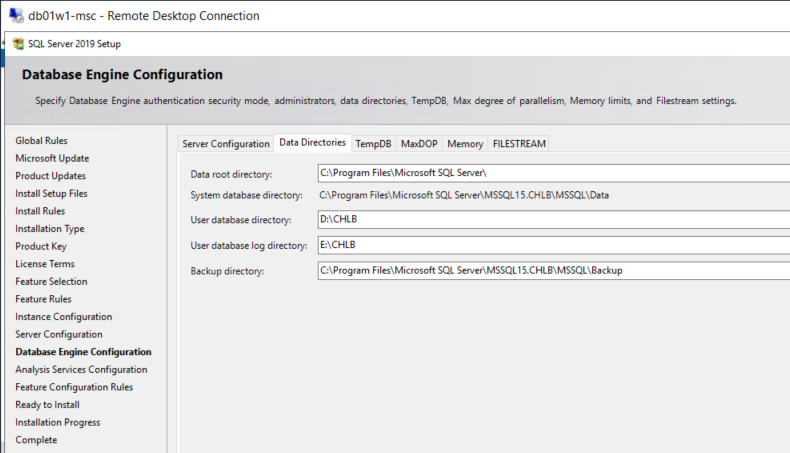 db01w1-msc - Remote Desktop Connection
SQL Server 2019 Setup
Database Engine Configuration
Specify Database Engine authentication security mode, administrators, data directories, TempDB, Max degree of parallelism, Memory limits, and Filestream settings.
Global Rules
Microsoft Update
Product Updates
Install Setup Files
Install Rules
Installation Type
Product Key
License Terms
Feature Selection
Feature Rules
Instance Configuration
Server Configuration
Database Engine Configuration
Analysis Services Configuration
Feature Configuration Rules
Ready to Install
Installation Progress
Complete
Server Configuration Data Directories TempDB MaxDOP Memory FILESTREAM
Data root directory: C:\Program Files\Microsoft SQL Server\
System database directory: C:\Program Files\Microsoft SQL Server\MSSQL15.CHLB\MSSQL\Data
User database directory: D:\CHLB
User database log directory: E:\CHLB
Backup directory: C:\Program Files\Microsoft SQL Server\MSSQL15.CHLB\MSSQL\Backup